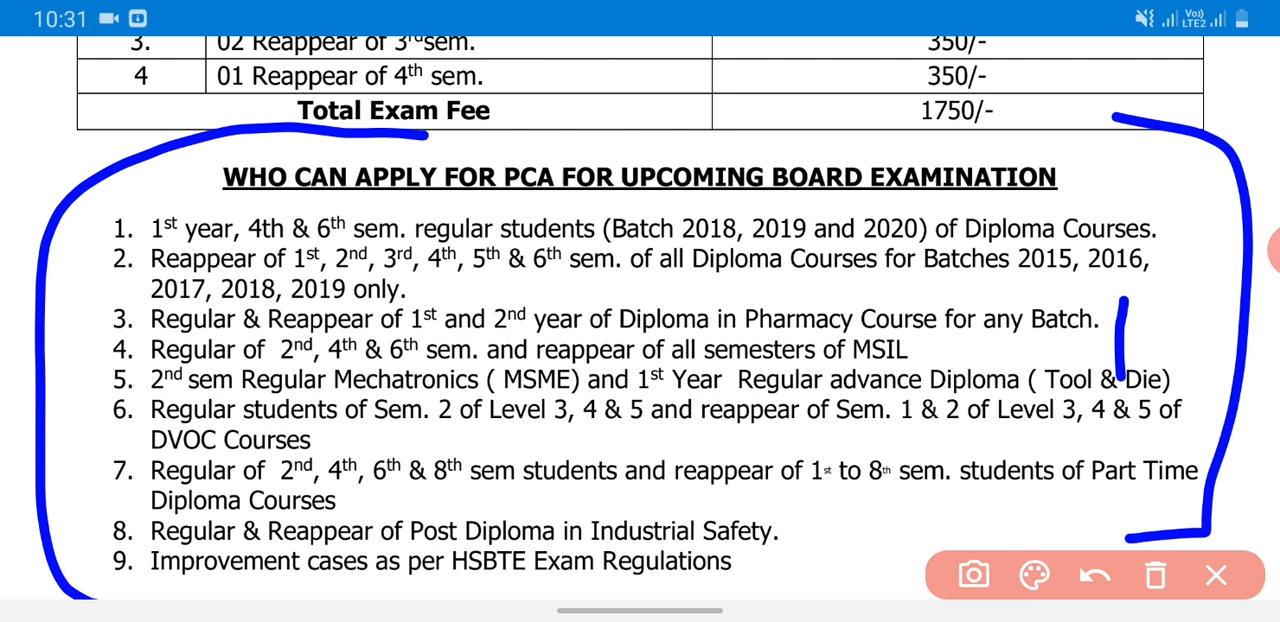 10:31 Vo)) LTE2
3. 02 Reappear of 3rd sem. 350/-
4 01 Reappear of 4th sem. 350/-
Total Exam Fee 1750/-
WHO CAN APPLY FOR PCA FOR UPCOMING BOARD EXAMINATION
1. 1st year, 4th & 6th sem. regular students (Batch 2018, 2019 and 2020) of Diploma Courses.
2. Reappear of 1st, 2nd, 3rd, 4th, 5th & 6th sem. of all Diploma Courses for Batches 2015, 2016,
2017, 2018, 2019 only.
3. Regular & Reappear of 1st and 2nd year of Diploma in Pharmacy Course for any Batch.
4. Regular of 2nd, 4th & 6th sem. and reappear of all semesters of MSIL
5. 2nd sem Regular Mechatronics ( MSME) and 1st Year Regular advance Diploma ( Tool & Die)
6. Regular students of Sem. 2 of Level 3, 4 & 5 and reappear of Sem. 1 & 2 of Level 3, 4 & 5 of
DVOC Courses
7. Regular of 2nd, 4th, 6th & 8th sem students and reappear of 1st to 8th sem. students of Part Time
Diploma Courses
8. Regular & Reappear of Post Diploma in Industrial Safety.
9. Improvement cases as per HSBTE Exam Regulations